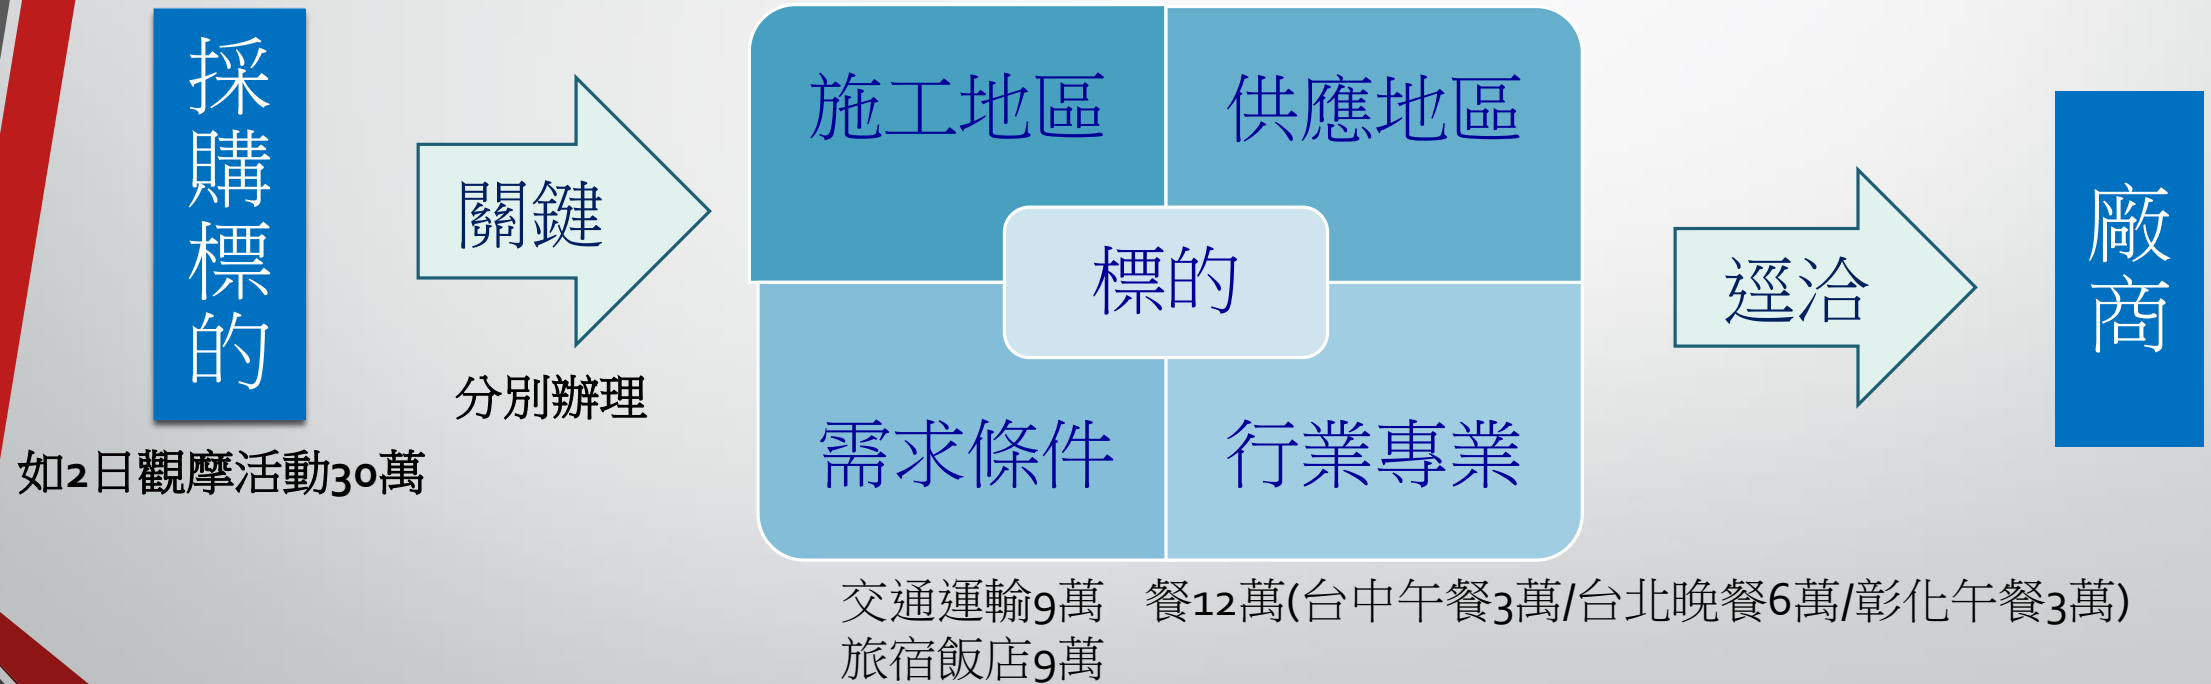 採購標的
如2日觀摩活動30萬
關鍵
分別辦理
施工地區
供應地區
標的
需求條件
行業專業
逕洽
廠商
交通運輸9萬 餐12萬(台中午餐3萬/台北晚餐6萬/彰化午餐3萬)
旅宿飯店9萬